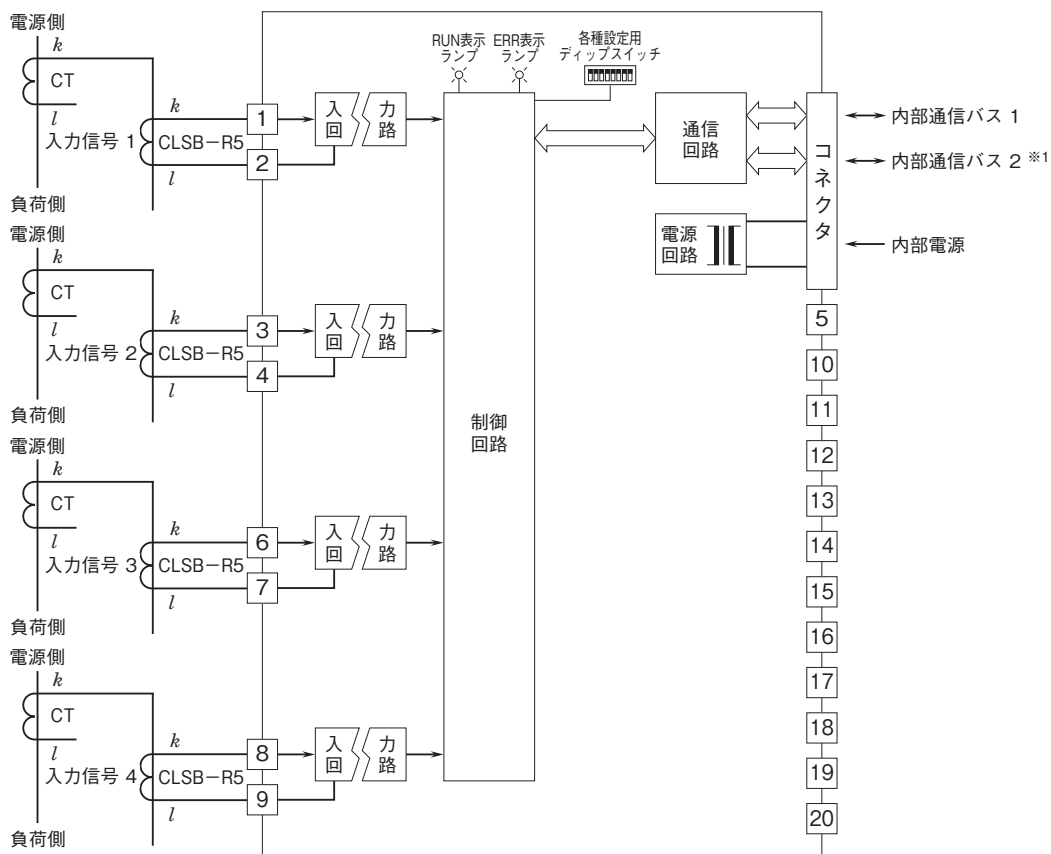 電源側
k
CT
l
入力信号 1
k
CLSB−R5
l
負荷側
1
2
入 力
回 路
電源側
k
CT
l
入力信号 2
k
CLSB−R5
l
負荷側
3
4
入 力
回 路
電源側
k
CT
l
入力信号 3
k
CLSB−R5
l
負荷側
6
7
入 力
回 路
電源側
k
CT
l
入力信号 4
k
CLSB−R5
l
負荷側
8
9
入 力
回 路
RUN表示
ランプ
ERR表示
ランプ
各種設定用
ディップスイッチ
制御
回路
通信
回路
電源
回路
コネクタ
内部通信バス 1
内部通信バス 2 ※1
内部電源
5
10
11
12
13
14
15
16
17
18
19
20